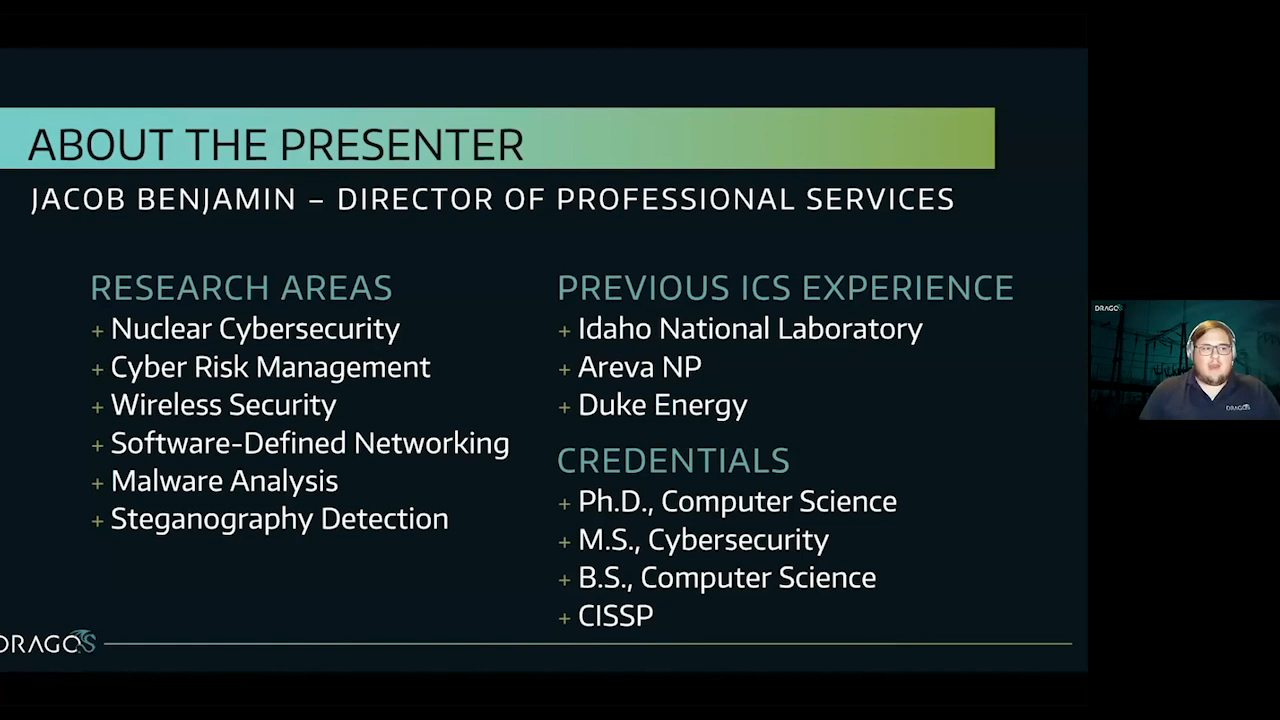 ABOUT THE PRESENTER
JACOB BENJAMIN – DIRECTOR OF PROFESSIONAL SERVICES
RESEARCH AREAS
+ Nuclear Cybersecurity
+ Cyber Risk Management
+ Wireless Security
+ Software-Defined Networking
+ Malware Analysis
+ Steganography Detection
PREVIOUS ICS EXPERIENCE
+ Idaho National Laboratory
+ Areva NP
+ Duke Energy
CREDENTIALS
+ Ph.D., Computer Science
+ M.S., Cybersecurity
+ B.S., Computer Science
+ CISSP
DRAGOS
DRAGOS
DRAGOS